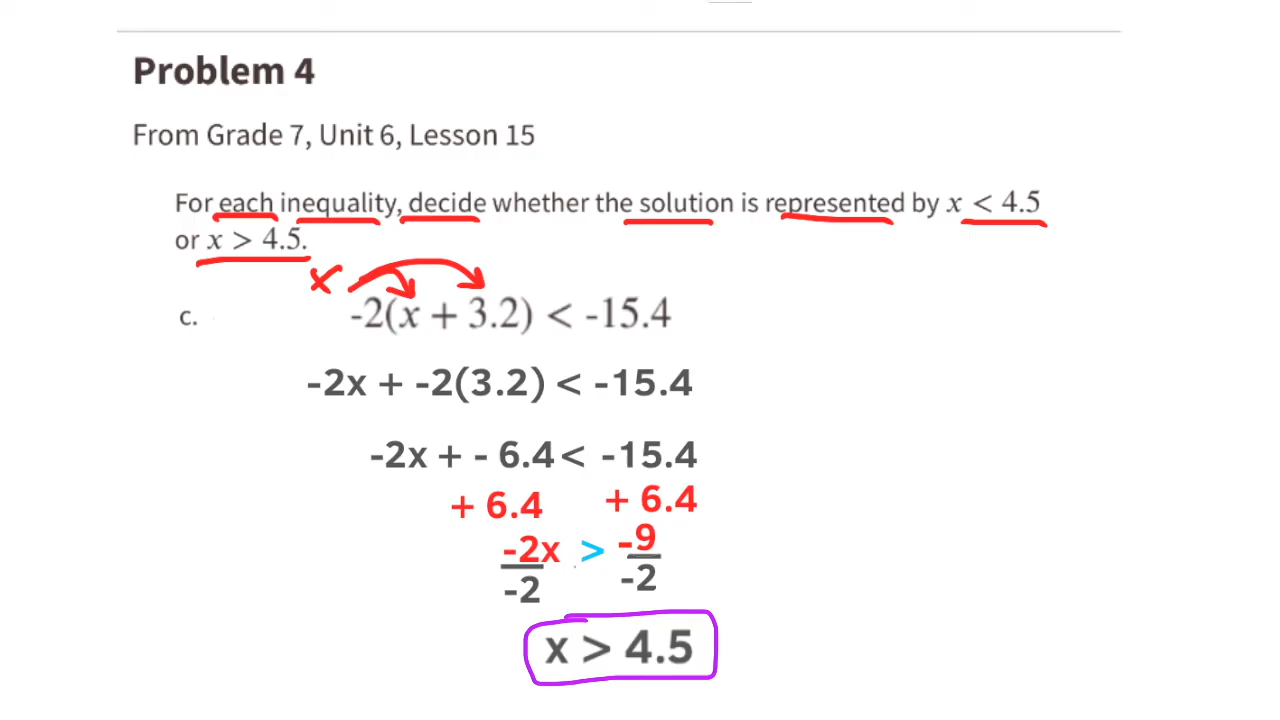 Problem 4
From Grade 7, Unit 6, Lesson 15
For each inequality, decide whether the solution is represented by x < 4.5
or x > 4.5.
x
c. -2(x + 3.2) < -15.4
-2x + -2(3.2) < -15.4
-2x + - 6.4 < -15.4
+ 6.4 + 6.4
-2x > -9
-2 -2
x > 4.5